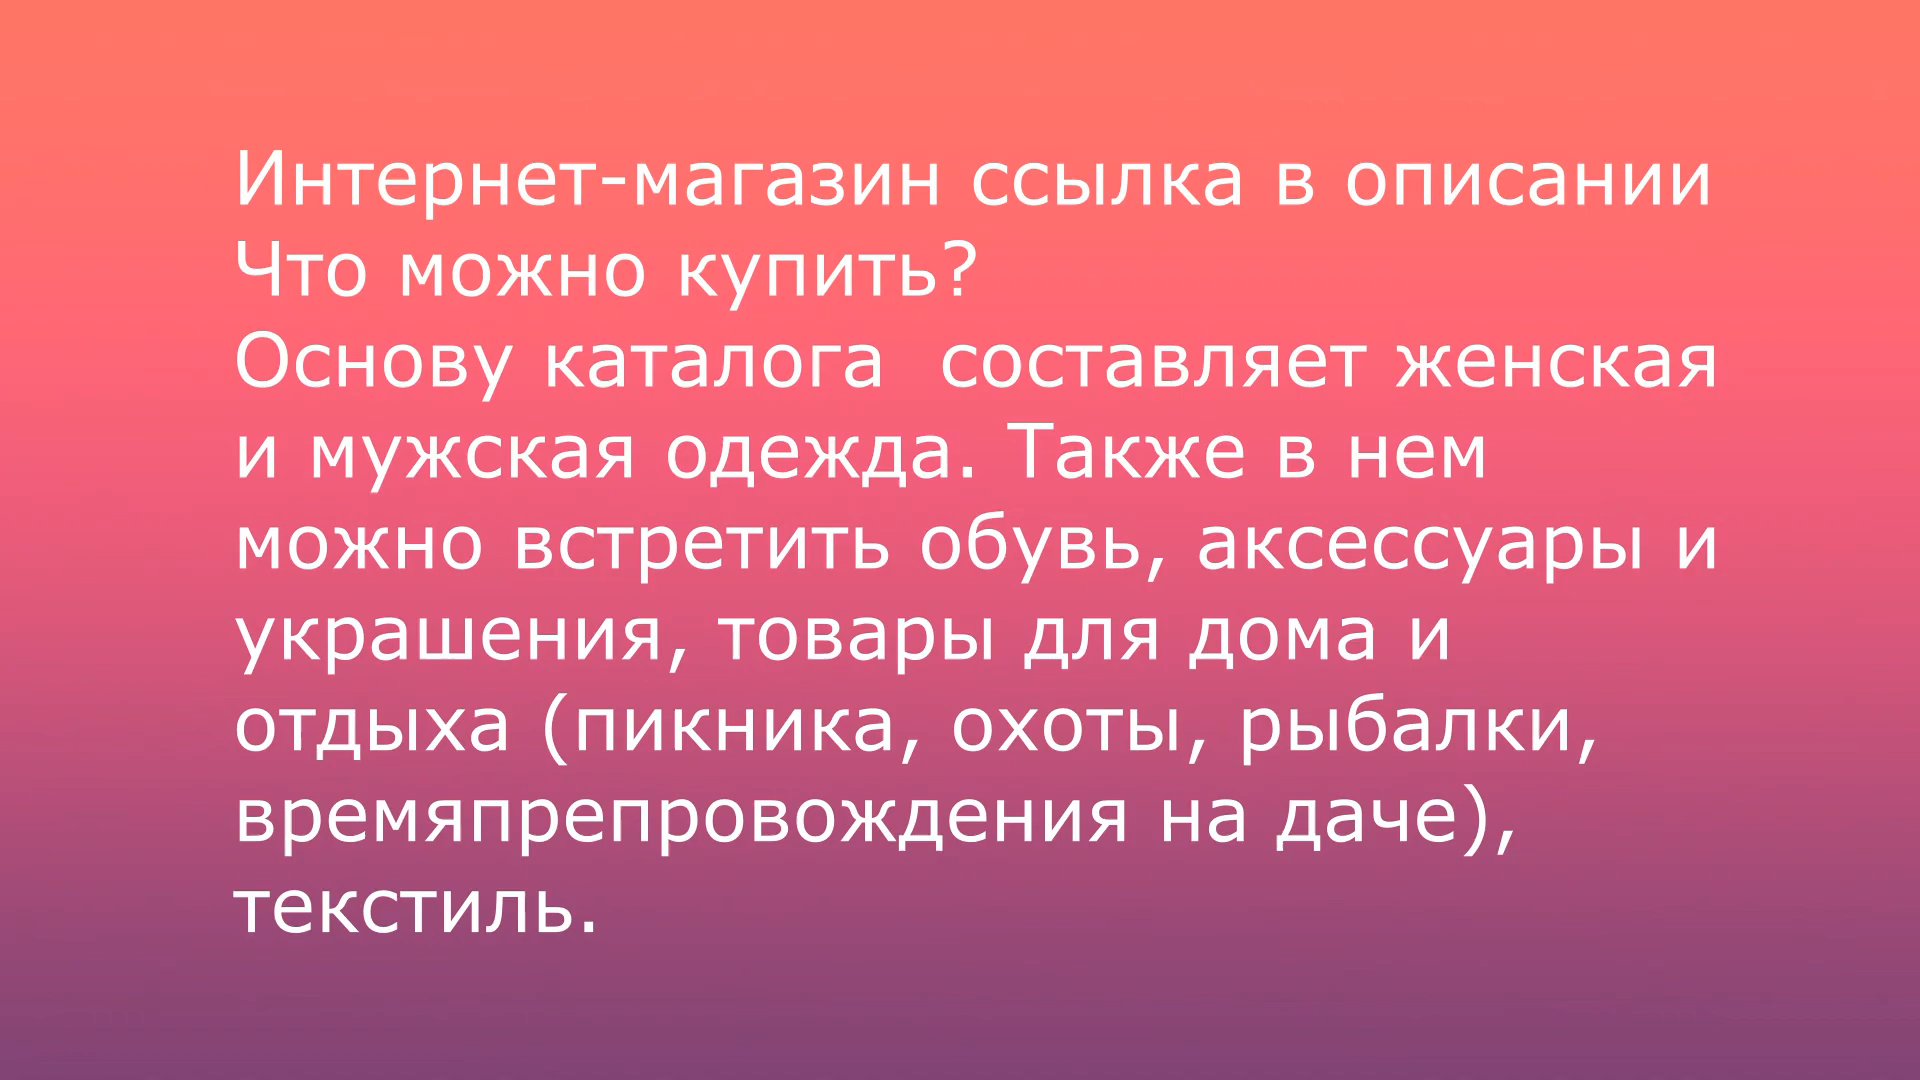 Интернет-магазин ссылка в описании
Что можно купить?
Основу каталога  составляет женская
и мужская одежда. Также в нем
можно встретить обувь, аксессуары и
украшения, товары для дома и
отдыха (пикника, охоты, рыбалки,
времяпрепровождения на даче),
текстиль.